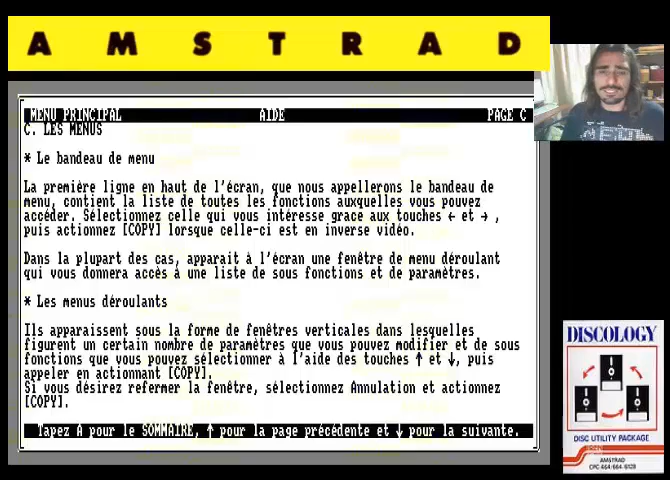 AMSTRAD
MENU PRINCIPAL AIDE PAGE C
C. LES MENUS
* Le bandeau de menu
La première ligne en haut de l'écran, que nous appellerons le bandeau de
menu, contient la liste de toutes les fonctions auxquelles vous pouvez
accéder. Sélectionnez celle qui vous intéresse grace aux touches ← et → ,
puis actionnez [COPY] lorsque celle-ci est en inverse vidéo.
Dans la plupart des cas, apparait à l'écran une fenêtre de menu déroulant
qui vous donnera accès à une liste de sous fonctions et de paramètres.
* Les menus déroulants
Ils apparaissent sous la forme de fenêtres verticales dans lesquelles
figurent un certain nombre de paramètres que vous pouvez modifier et de sous
fonctions que vous pouvez sélectionner à l'aide des touches ↑ et ↓, puis
appeler en actionnant [COPY].
Si vous désirez refermer la fenêtre, sélectionnez Annulation et actionnez
[COPY].
Tapez A pour le SOMMAIRE, ↑ pour la page précédente et ↓ pour la suivante.
DISCOLOGY
DISC UTILITY PACKAGE
AMSTRAD
CPC 464·664·6128